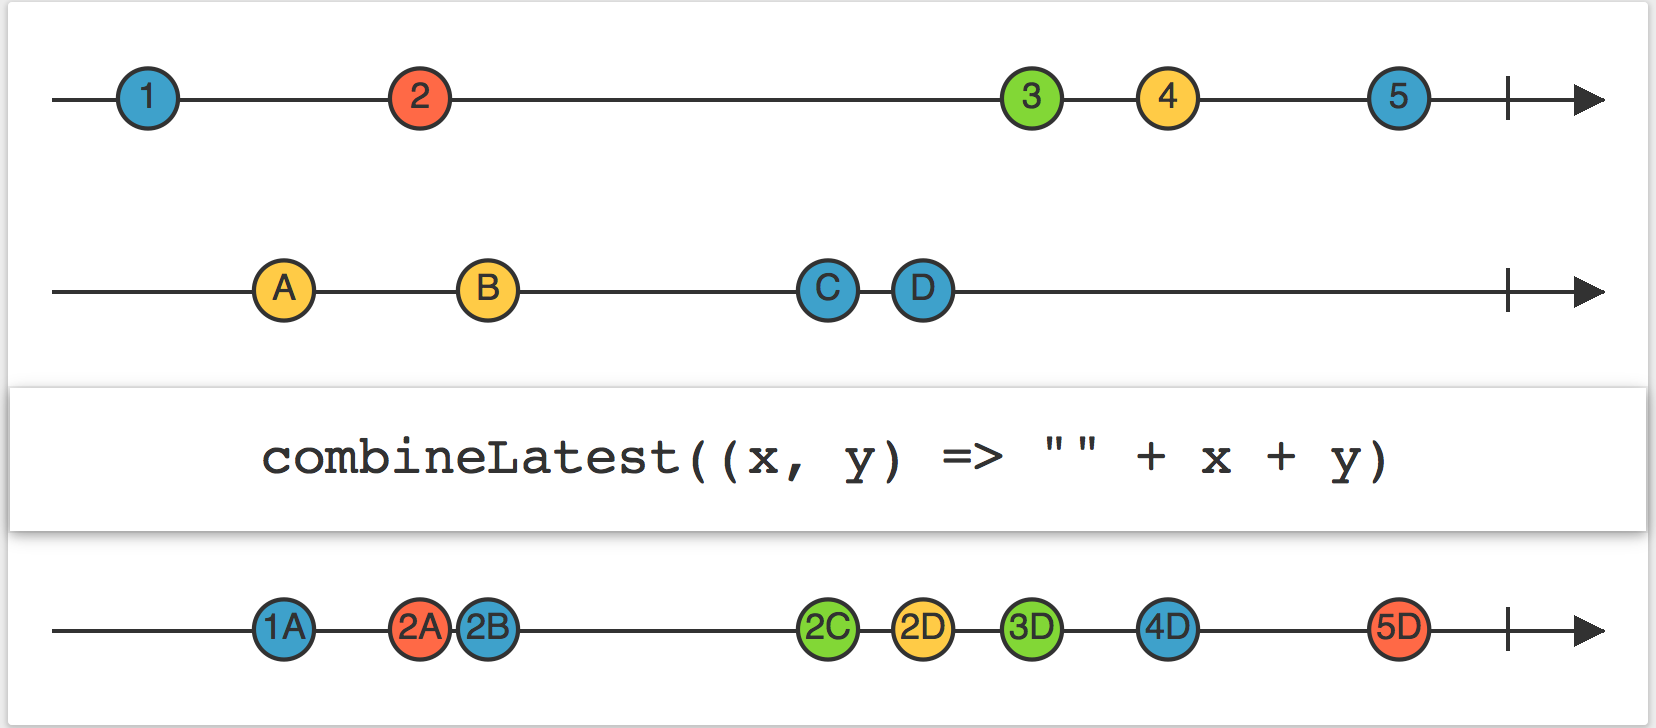 1 2 3 4 5
A B C D
combineLatest((x, y) => "" + x + y)
1A 2A 2B 2C 2D 3D 4D 5D